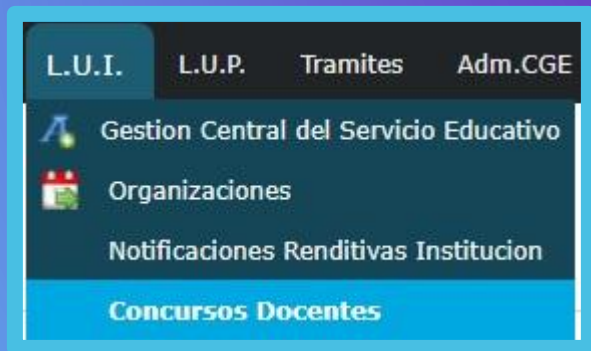 L.U.I. L.U.P. Tramites Adm.CGE
Gestion Central del Servicio Educativo
Organizaciones
Notificaciones Renditivas Institucion
Concursos Docentes